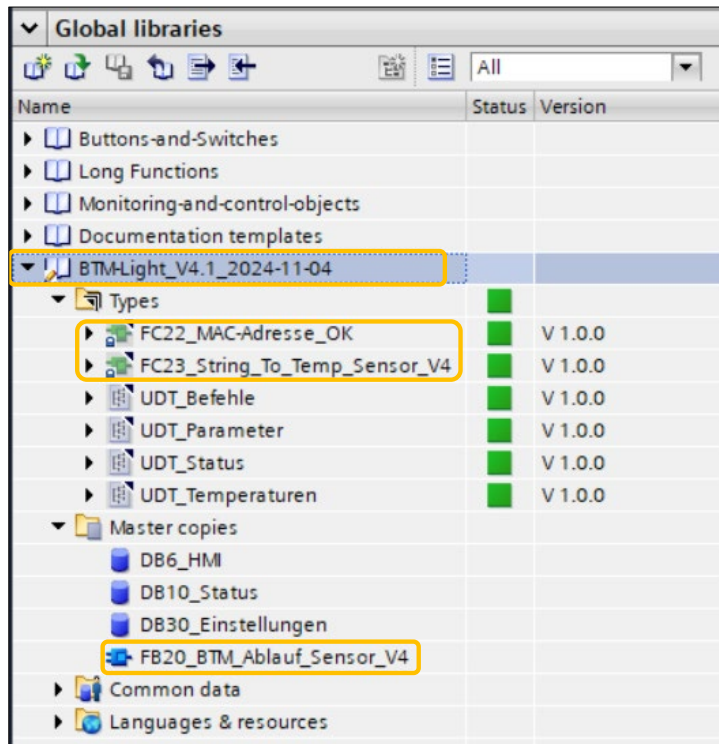 Global libraries
All
Name Status Version
Buttons-and-Switches
Long Functions
Monitoring-and-control-objects
Documentation templates
BTM-Light_V4.1_2024-11-04
Types
FC22_MAC-Adresse_OK V 1.0.0
FC23_String_To_Temp_Sensor_V4 V 1.0.0
UDT_Befehle V 1.0.0
UDT_Parameter V 1.0.0
UDT_Status V 1.0.0
UDT_Temperaturen V 1.0.0
Master copies
DB6_HMI
DB10_Status
DB30_Einstellungen
FB20_BTM_Ablauf_Sensor_V4
Common data
Languages & resources